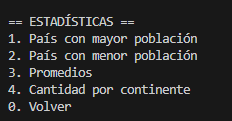 == ESTADÍSTICAS ==
1. País con mayor población
2. País con menor población
3. Promedios
4. Cantidad por continente
0. Volver